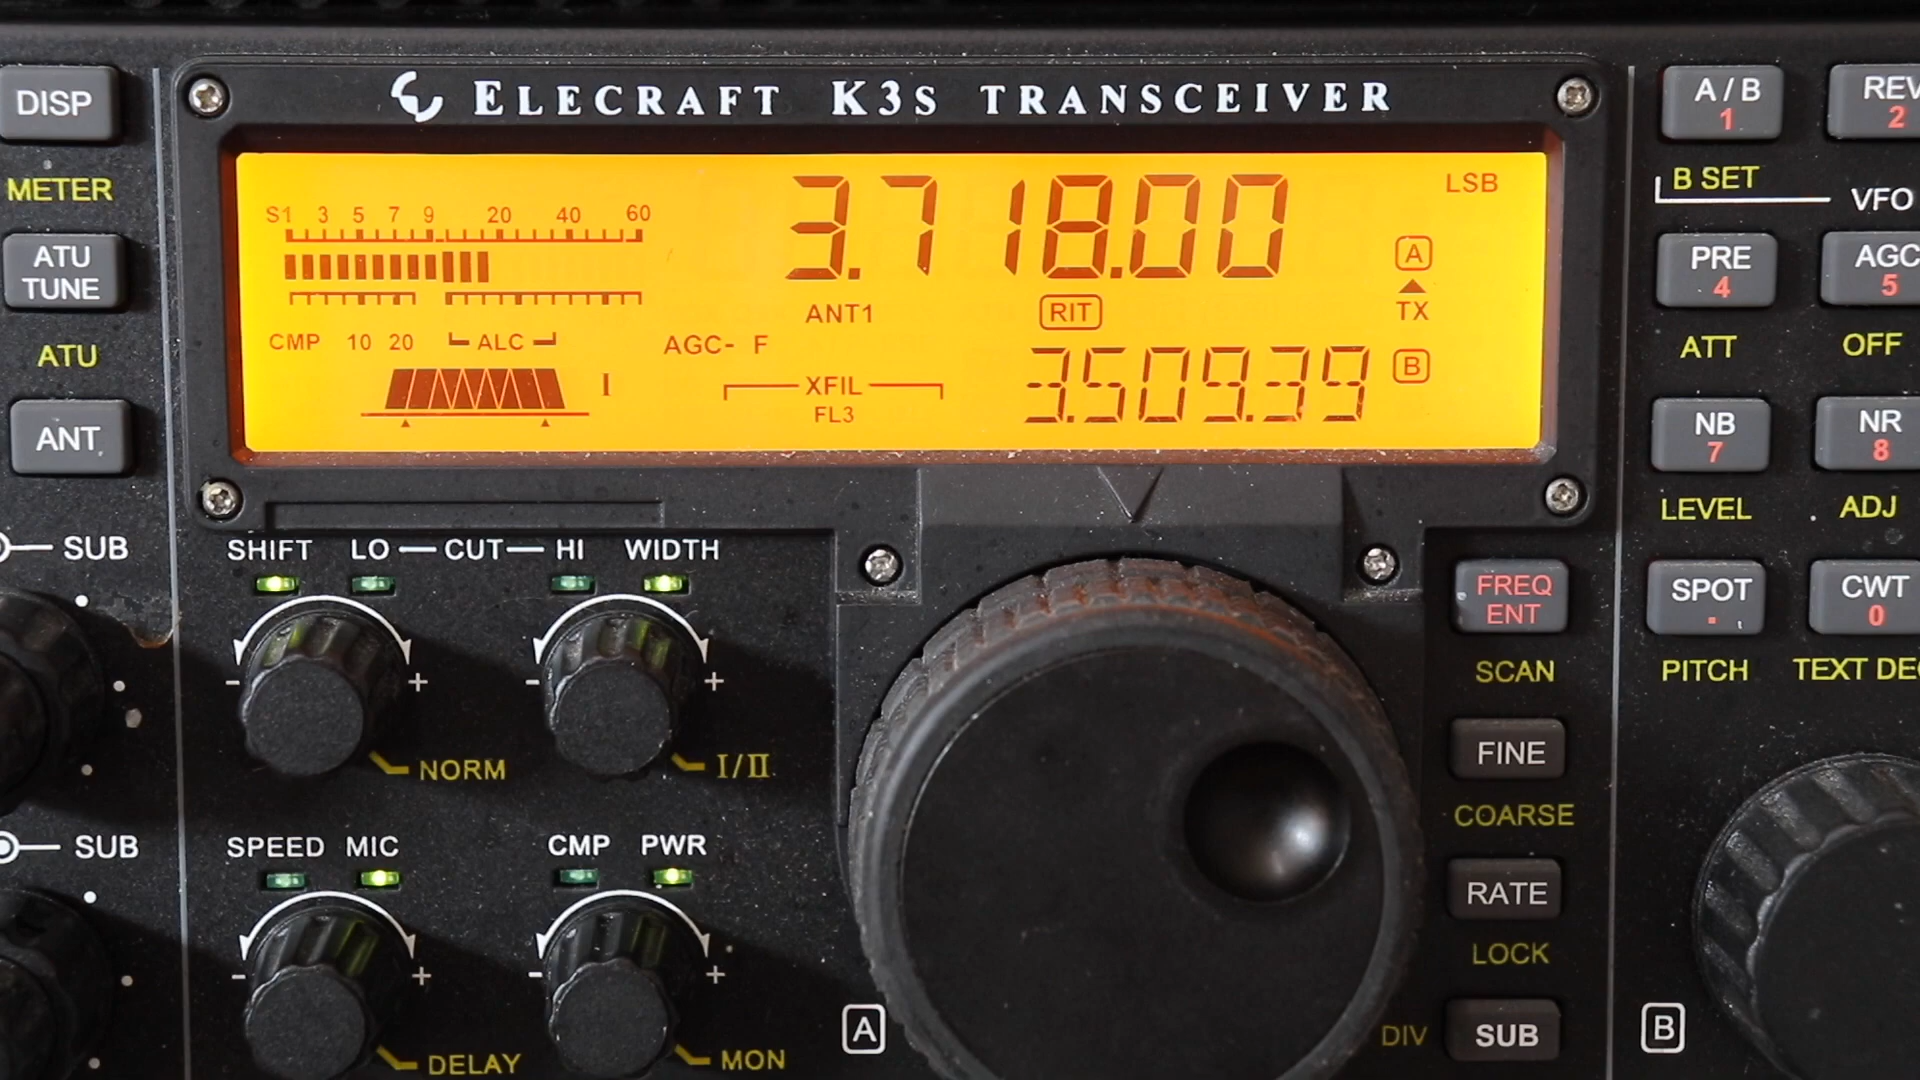 ELECRAFT K3S TRANSCEIVER
DISP
METER
ATU TUNE
ATU
ANT
SUB
SUB
S1 3 5 7 9 20 40 60
3.718.00
LSB
A
TX
ANT1
RIT
CMP 10 20 ALC
AGC- F
3.509.39
B
I
XFIL
FL3
SHIFT LO CUT HI WIDTH
- + - +
NORM
I/II
SPEED MIC
CMP PWR
- + - +
DELAY
MON
A
FREQ ENT
SCAN
FINE
COARSE
RATE
LOCK
DIV SUB
A / B 1
REV 2
B SET
VFO
PRE 4
AGC 5
ATT
OFF
NB 7
NR 8
LEVEL
ADJ
SPOT .
CWT 0
PITCH
TEXT DEC
B